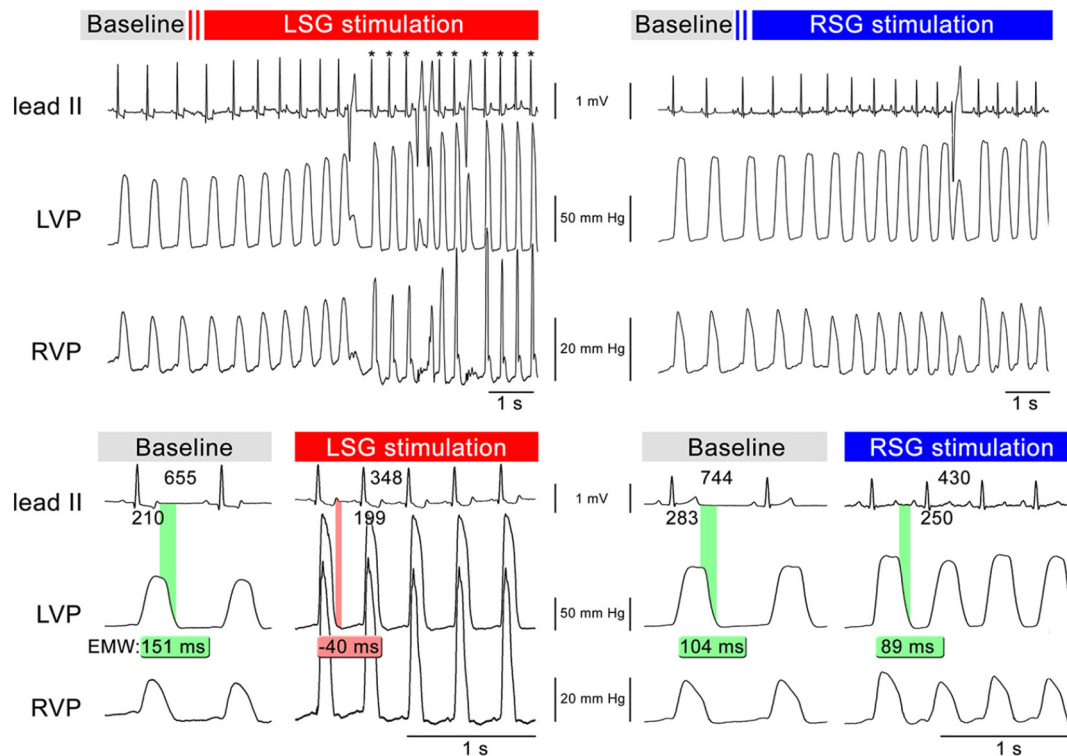 Baseline LSG stimulation Baseline RSG stimulation
* * * * * * * * *
lead II 1 mV
LVP 50 mm Hg
RVP 20 mm Hg
1 s 1 s
Baseline LSG stimulation Baseline RSG stimulation
655 348 744 430
lead II 1 mV
210 199 283 250
LVP 50 mm Hg
EMW: 151 ms -40 ms 104 ms 89 ms
RVP 20 mm Hg
1 s 1 s